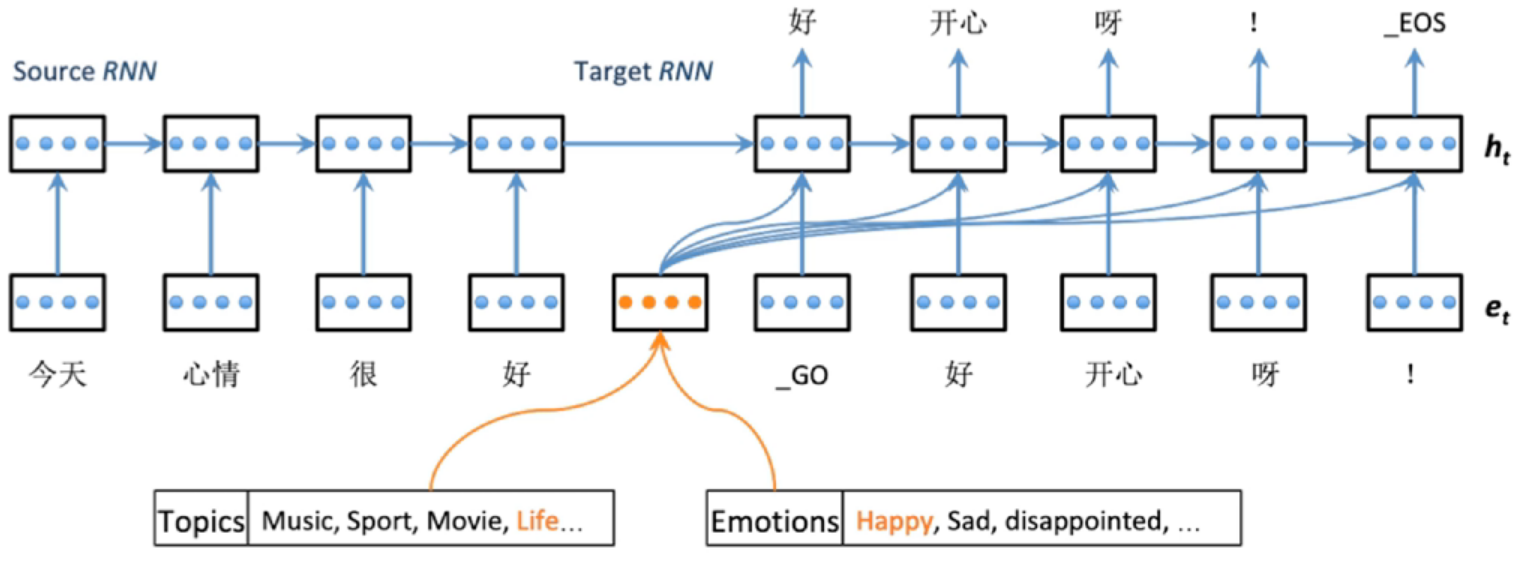 好 开心 呀 ! _EOS
Source RNN Target RNN
h_t
e_t
今天 心情 很 好 _GO 好 开心 呀 !
Topics Music, Sport, Movie, Life...
Emotions Happy, Sad, disappointed, ...